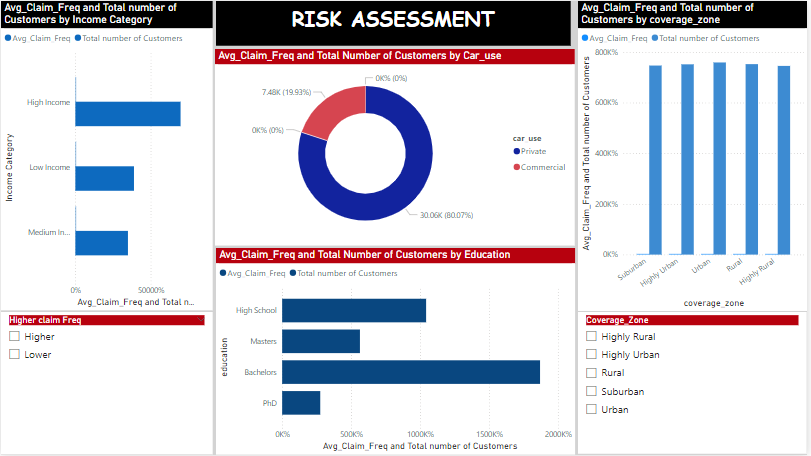 Avg_Claim_Freq and Total number of
Customers by Income Category
Avg_Claim_Freq Total number of Customers
Income Category
High Income
Low Income
Medium In...
0% 50000%
Avg_Claim_Freq and Total n...
Higher claim Freq
Higher
Lower
RISK ASSESSMENT
Avg_Claim_Freq and Total Number of Customers by Car_use
0K% (0%)
7.48K (19.93%)
0K% (0%)
30.06K (80.07%)
car_use
Private
Commercial
Avg_Claim_Freq and Total Number of Customers by Education
Avg_Claim_Freq Total number of Customers
education
High School
Masters
Bachelors
PhD
0K% 500K% 1000K% 1500K% 2000K%
Avg_Claim_Freq and Total number of Customers
Avg_Claim_Freq and Total number of
Customers by coverage_zone
Avg_Claim_Freq Total number of Customers
Avg_Claim_Freq and Total number of Customers
800K%
600K%
400K%
200K%
0K%
Suburban
Highly Urban
Urban
Rural
Highly Rural
coverage_zone
Coverage_Zone
Highly Rural
Highly Urban
Rural
Suburban
Urban